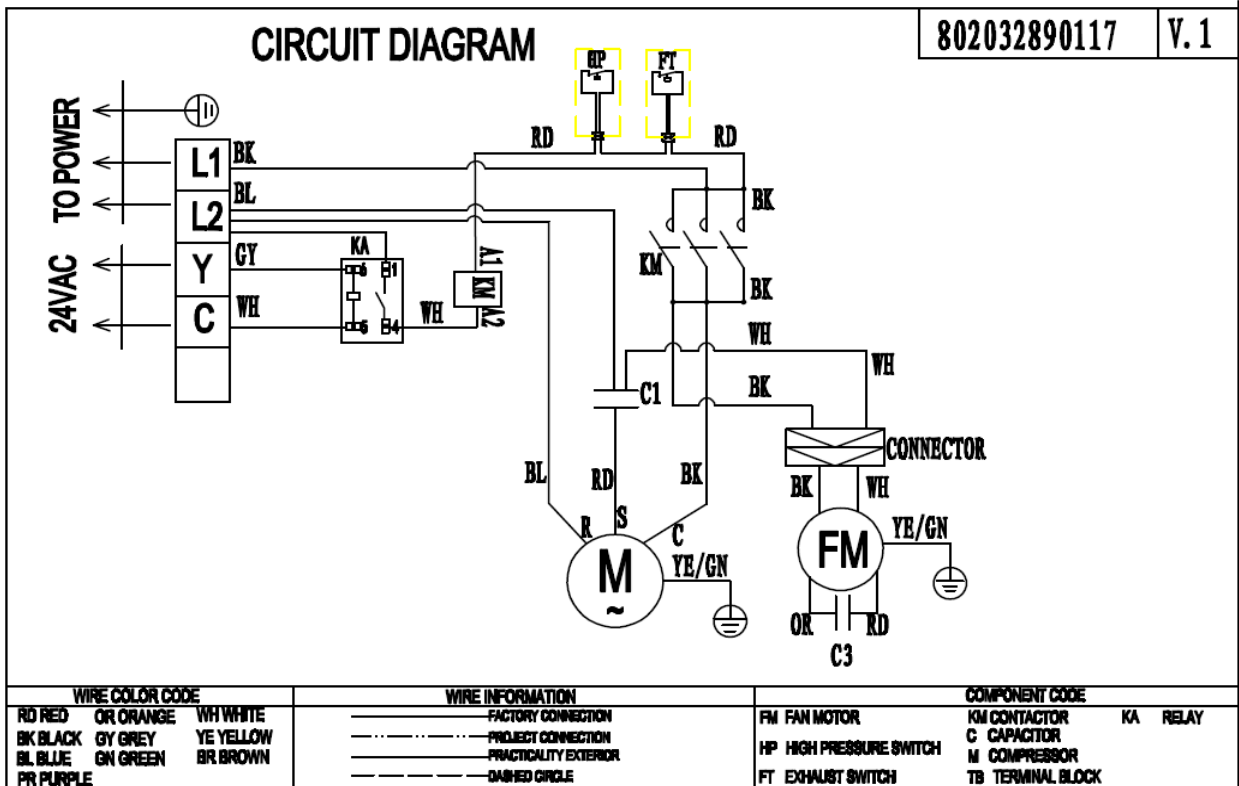 CIRCUIT DIAGRAM
802032890117
V. 1
HP
FT
RD
RD
TO POWER
24VAC
L1
BK
L2
BL
Y
GY
C
WH
KA
6
1
5
4
WH
A1
KM
A2
BK
KM
BK
WH
WH
C1
BK
CONNECTOR
BL
RD
BK
BK
WH
R
S
C
M
~
YE/GN
FM
YE/GN
OR
RD
C3
WIRE COLOR CODE
RD RED OR ORANGE WH WHITE
BK BLACK GY GREY YE YELLOW
BL BLUE GN GREEN BR BROWN
PR PURPLE
WIRE INFORMATION
FACTORY CONNECTION
PROJECT CONNECTION
PRACTICALITY EXTERIOR
DASHED CIRCLE
COMPONENT CODE
FM FAN MOTOR KM CONTACTOR KA RELAY
C CAPACITOR
HP HIGH PRESSURE SWITCH M COMPRESSOR
FT EXHAUST SWITCH TB TERMINAL BLOCK